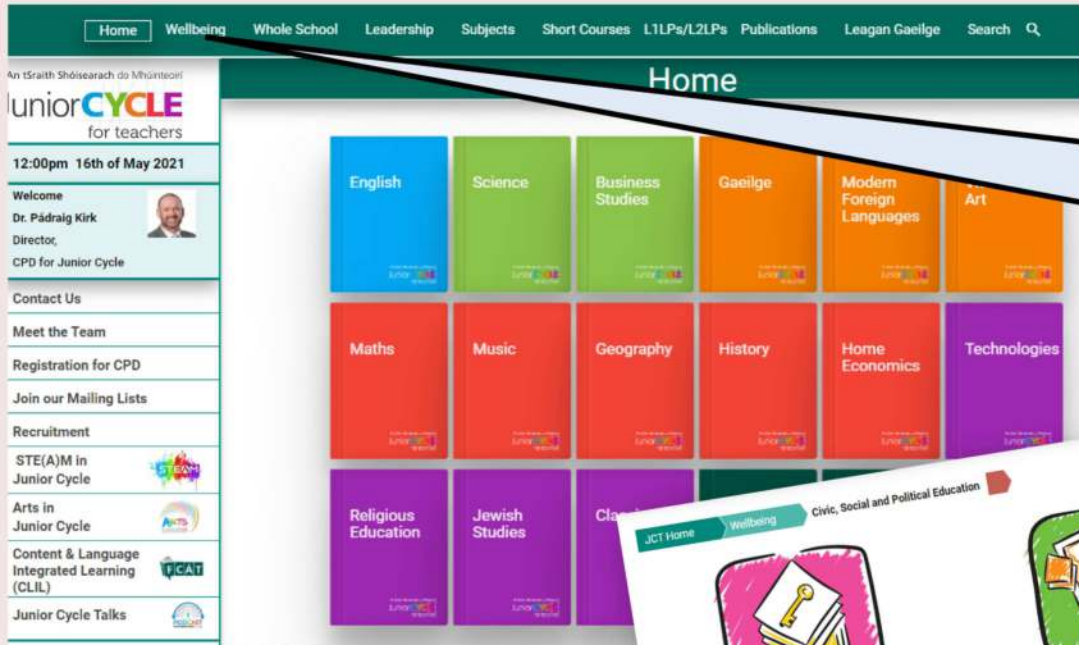 Home Wellbeing Whole School Leadership Subjects Short Courses L1LPs/L2LPs Publications Leagan Gaeilge Search
An tSraith Shóisearach do Mhúinteoirí
JuniorCYCLE
for teachers
12:00pm 16th of May 2021
Welcome
Dr. Pádraig Kirk
Director,
CPD for Junior Cycle
Contact Us
Meet the Team
Registration for CPD
Join our Mailing Lists
Recruitment
STE(A)M in
Junior Cycle
STEAM
Arts in
Junior Cycle
ARTS
Content & Language
Integrated Learning
(CLIL)
Junior Cycle Talks
Home
English
Science
Business
Studies
Gaeilge
Modern
Foreign
Languages
Art
Maths
Music
Geography
History
Home
Economics
Technologies
Religious
Education
Jewish
Studies
JCT Home Wellbeing Civic, Social and Political Education